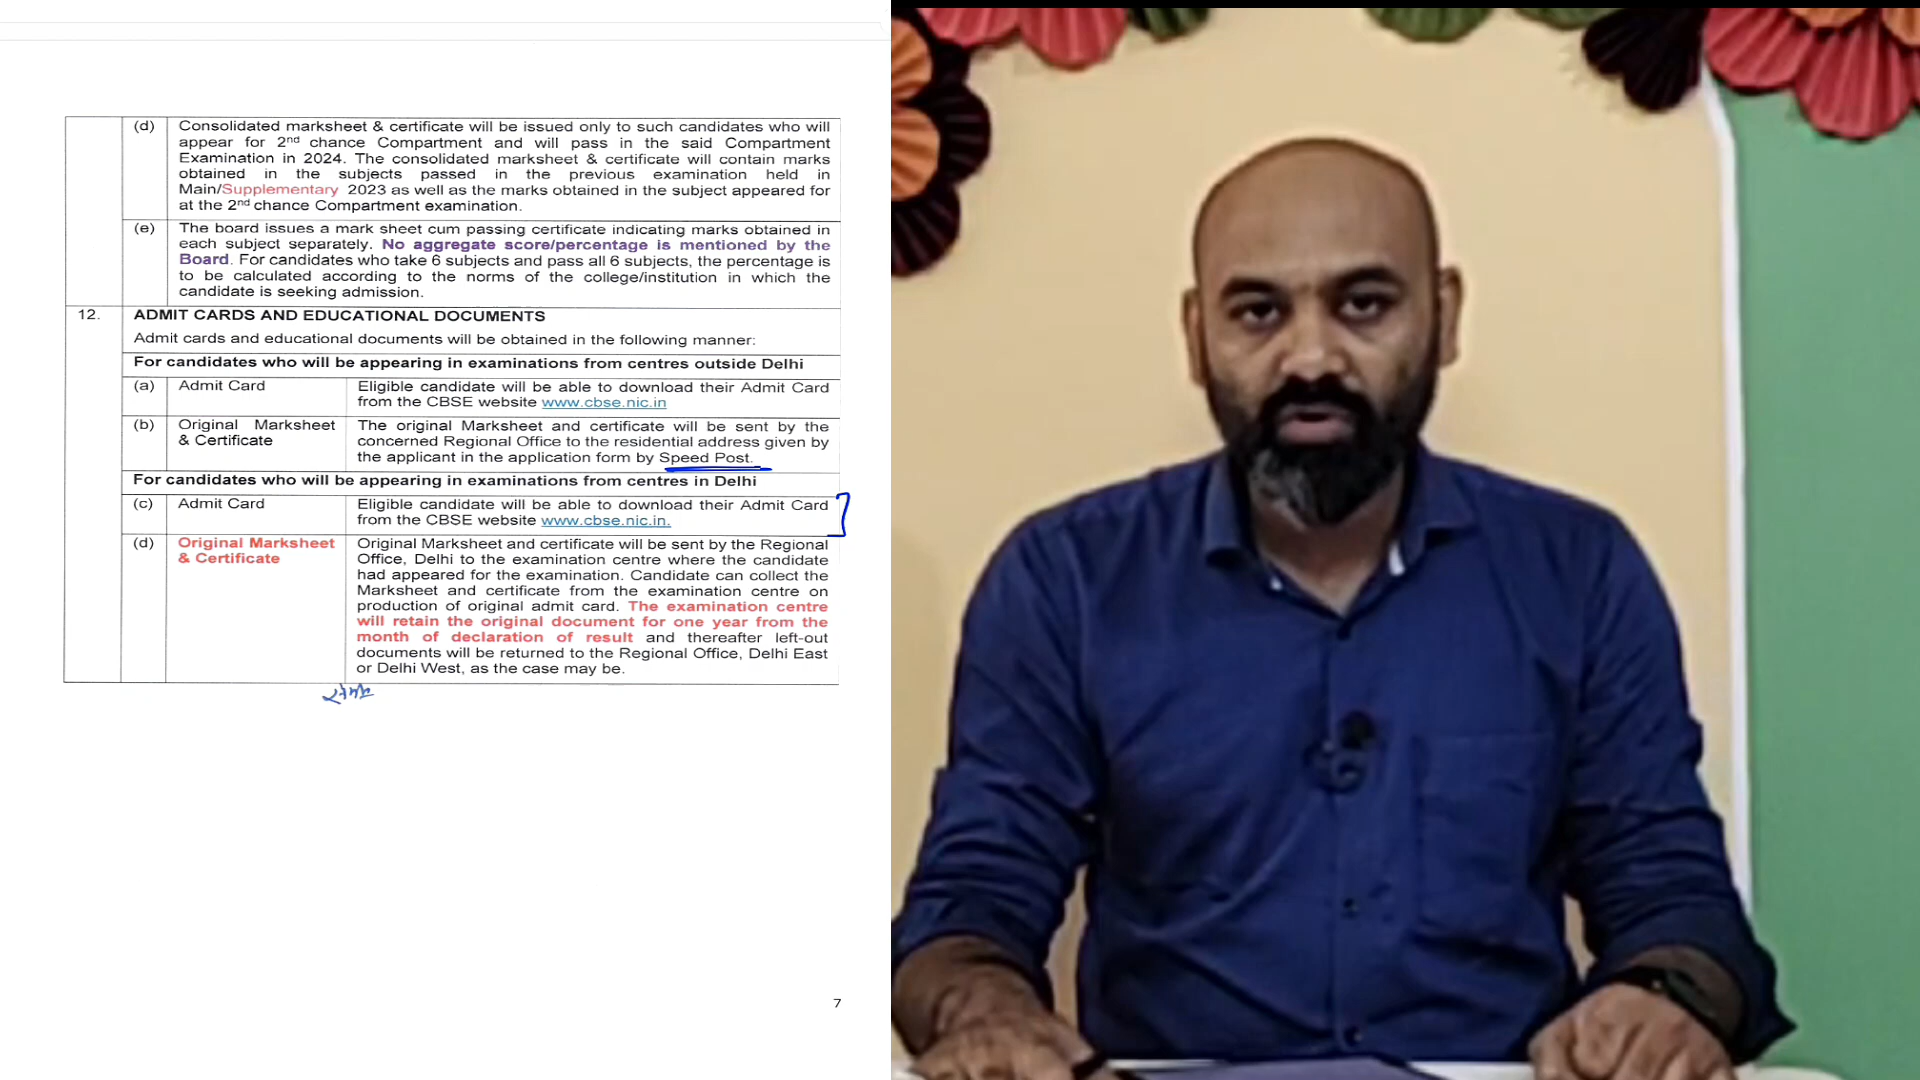 (d) Consolidated marksheet & certificate will be issued only to such candidates who will
appear for 2nd chance Compartment and will pass in the said Compartment
Examination in 2024. The consolidated marksheet & certificate will contain marks
obtained in the subjects passed in the previous examination held in
Main/Supplementary 2023 as well as the marks obtained in the subject appeared for
at the 2nd chance Compartment examination.
(e) The board issues a mark sheet cum passing certificate indicating marks obtained in
each subject separately. No aggregate score/percentage is mentioned by the
Board. For candidates who take 6 subjects and pass all 6 subjects, the percentage is
to be calculated according to the norms of the college/institution in which the
candidate is seeking admission.
12. ADMIT CARDS AND EDUCATIONAL DOCUMENTS
Admit cards and educational documents will be obtained in the following manner:
For candidates who will be appearing in examinations from centres outside Delhi
(a) Admit Card Eligible candidate will be able to download their Admit Card
from the CBSE website www.cbse.nic.in
(b) Original Marksheet The original Marksheet and certificate will be sent by the
& Certificate concerned Regional Office to the residential address given by
the applicant in the application form by Speed Post.
For candidates who will be appearing in examinations from centres in Delhi
(c) Admit Card Eligible candidate will be able to download their Admit Card
from the CBSE website www.cbse.nic.in.
(d) Original Marksheet Original Marksheet and certificate will be sent by the Regional
& Certificate Office, Delhi to the examination centre where the candidate
had appeared for the examination. Candidate can collect the
Marksheet and certificate from the examination centre on
production of original admit card. The examination centre
will retain the original document for one year from the
month of declaration of result and thereafter left-out
documents will be returned to the Regional Office, Delhi East
or Delhi West, as the case may be.
7